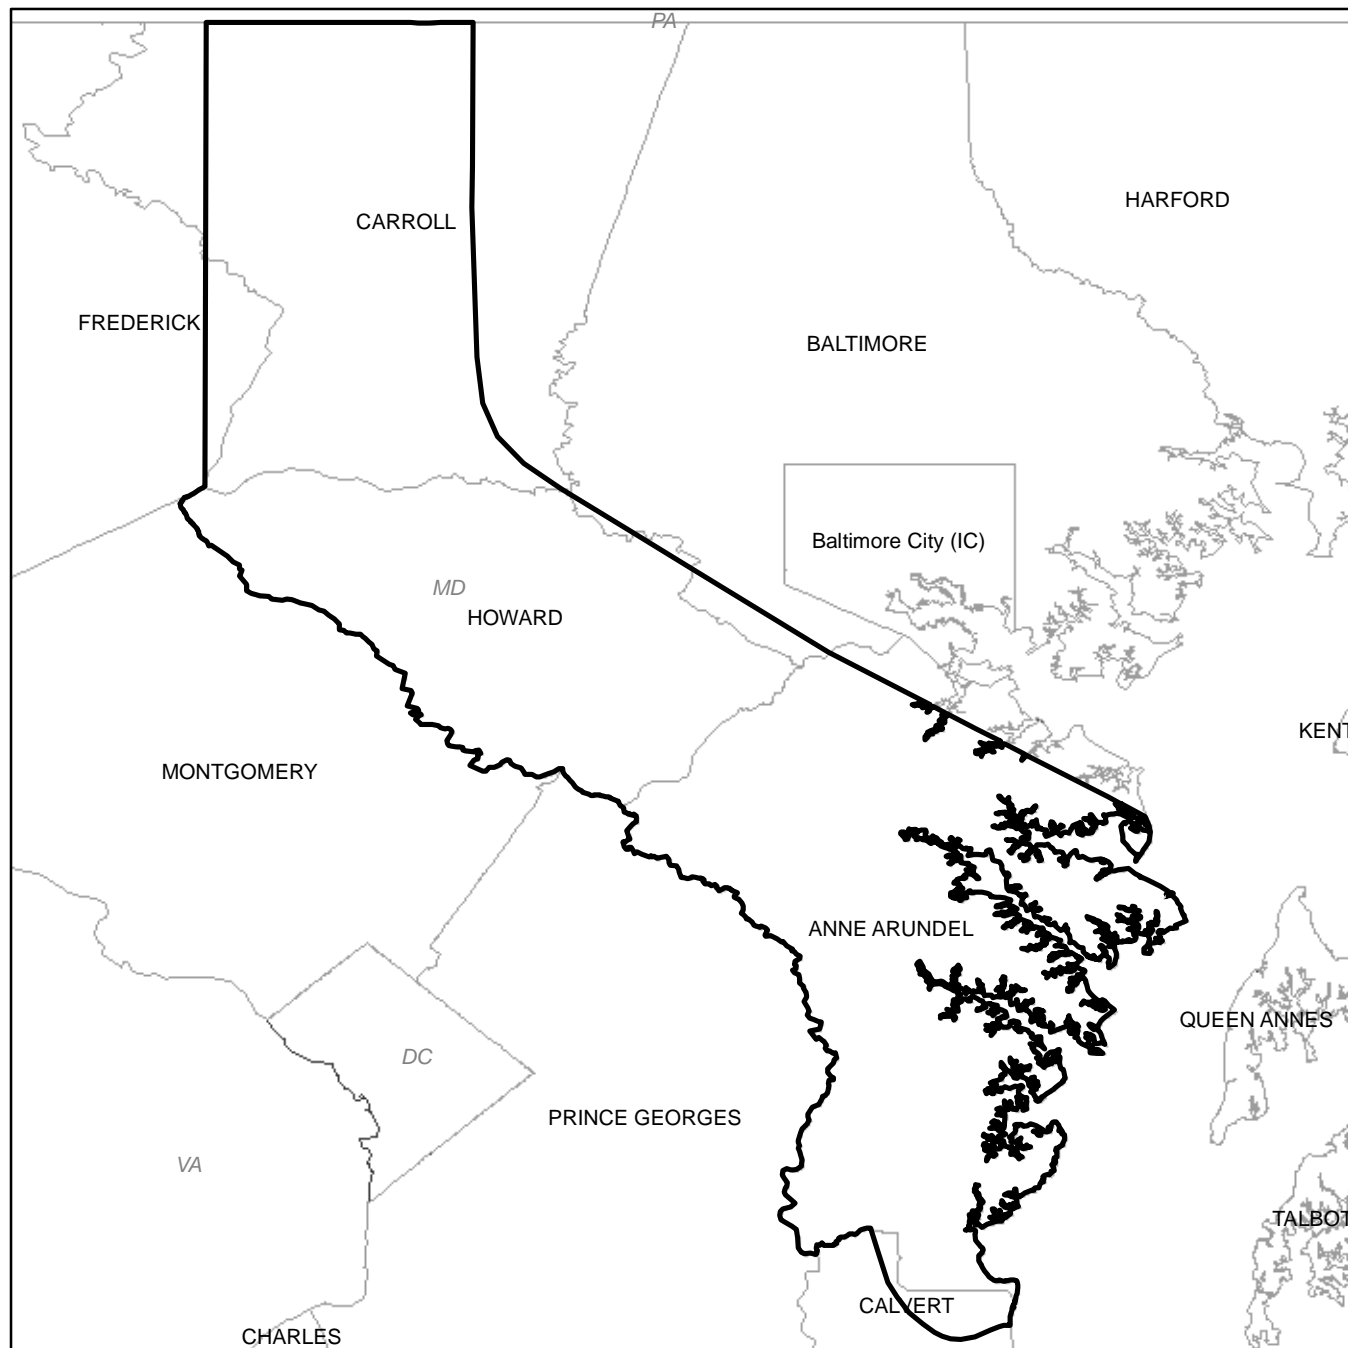 PA
HARFORD
CARROLL
FREDERICK
BALTIMORE
Baltimore City (IC)
MD
HOWARD
KENT
MONTGOMERY
ANNE ARUNDEL
QUEEN ANNES
DC
PRINCE GEORGES
VA
TALBOT
CALVERT
CHARLES